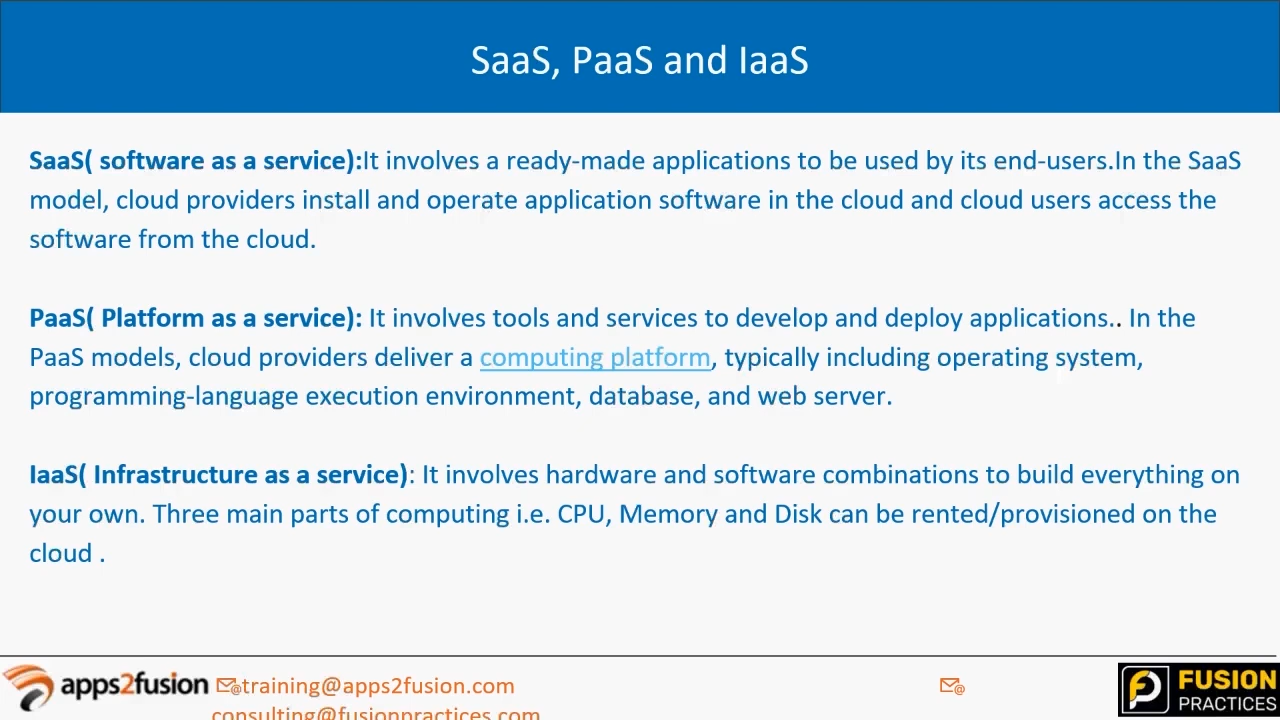 SaaS, PaaS and IaaS
SaaS( software as a service):It involves a ready-made applications to be used by its end-users.In the SaaS
model, cloud providers install and operate application software in the cloud and cloud users access the
software from the cloud.
PaaS( Platform as a service): It involves tools and services to develop and deploy applications.. In the
PaaS models, cloud providers deliver a computing platform, typically including operating system,
programming-language execution environment, database, and web server.
IaaS( Infrastructure as a service): It involves hardware and software combinations to build everything on
your own. Three main parts of computing i.e. CPU, Memory and Disk can be rented/provisioned on the
cloud .
apps2fusion
training@apps2fusion.com
consulting@fusionpractices.com
FUSION
PRACTICES